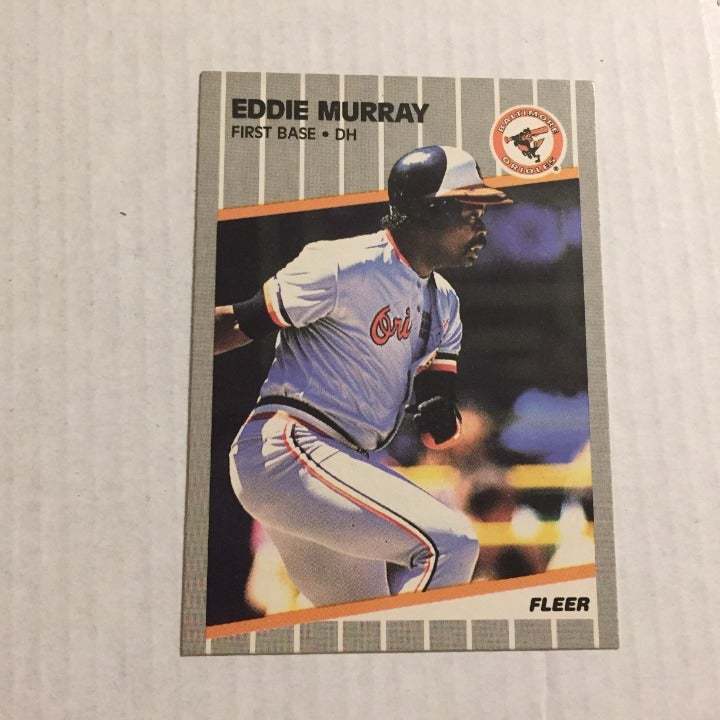 EDDIE MURRAY
FIRST BASE • DH
BALTIMORE
ORIOLES
®
Ori
FLEER